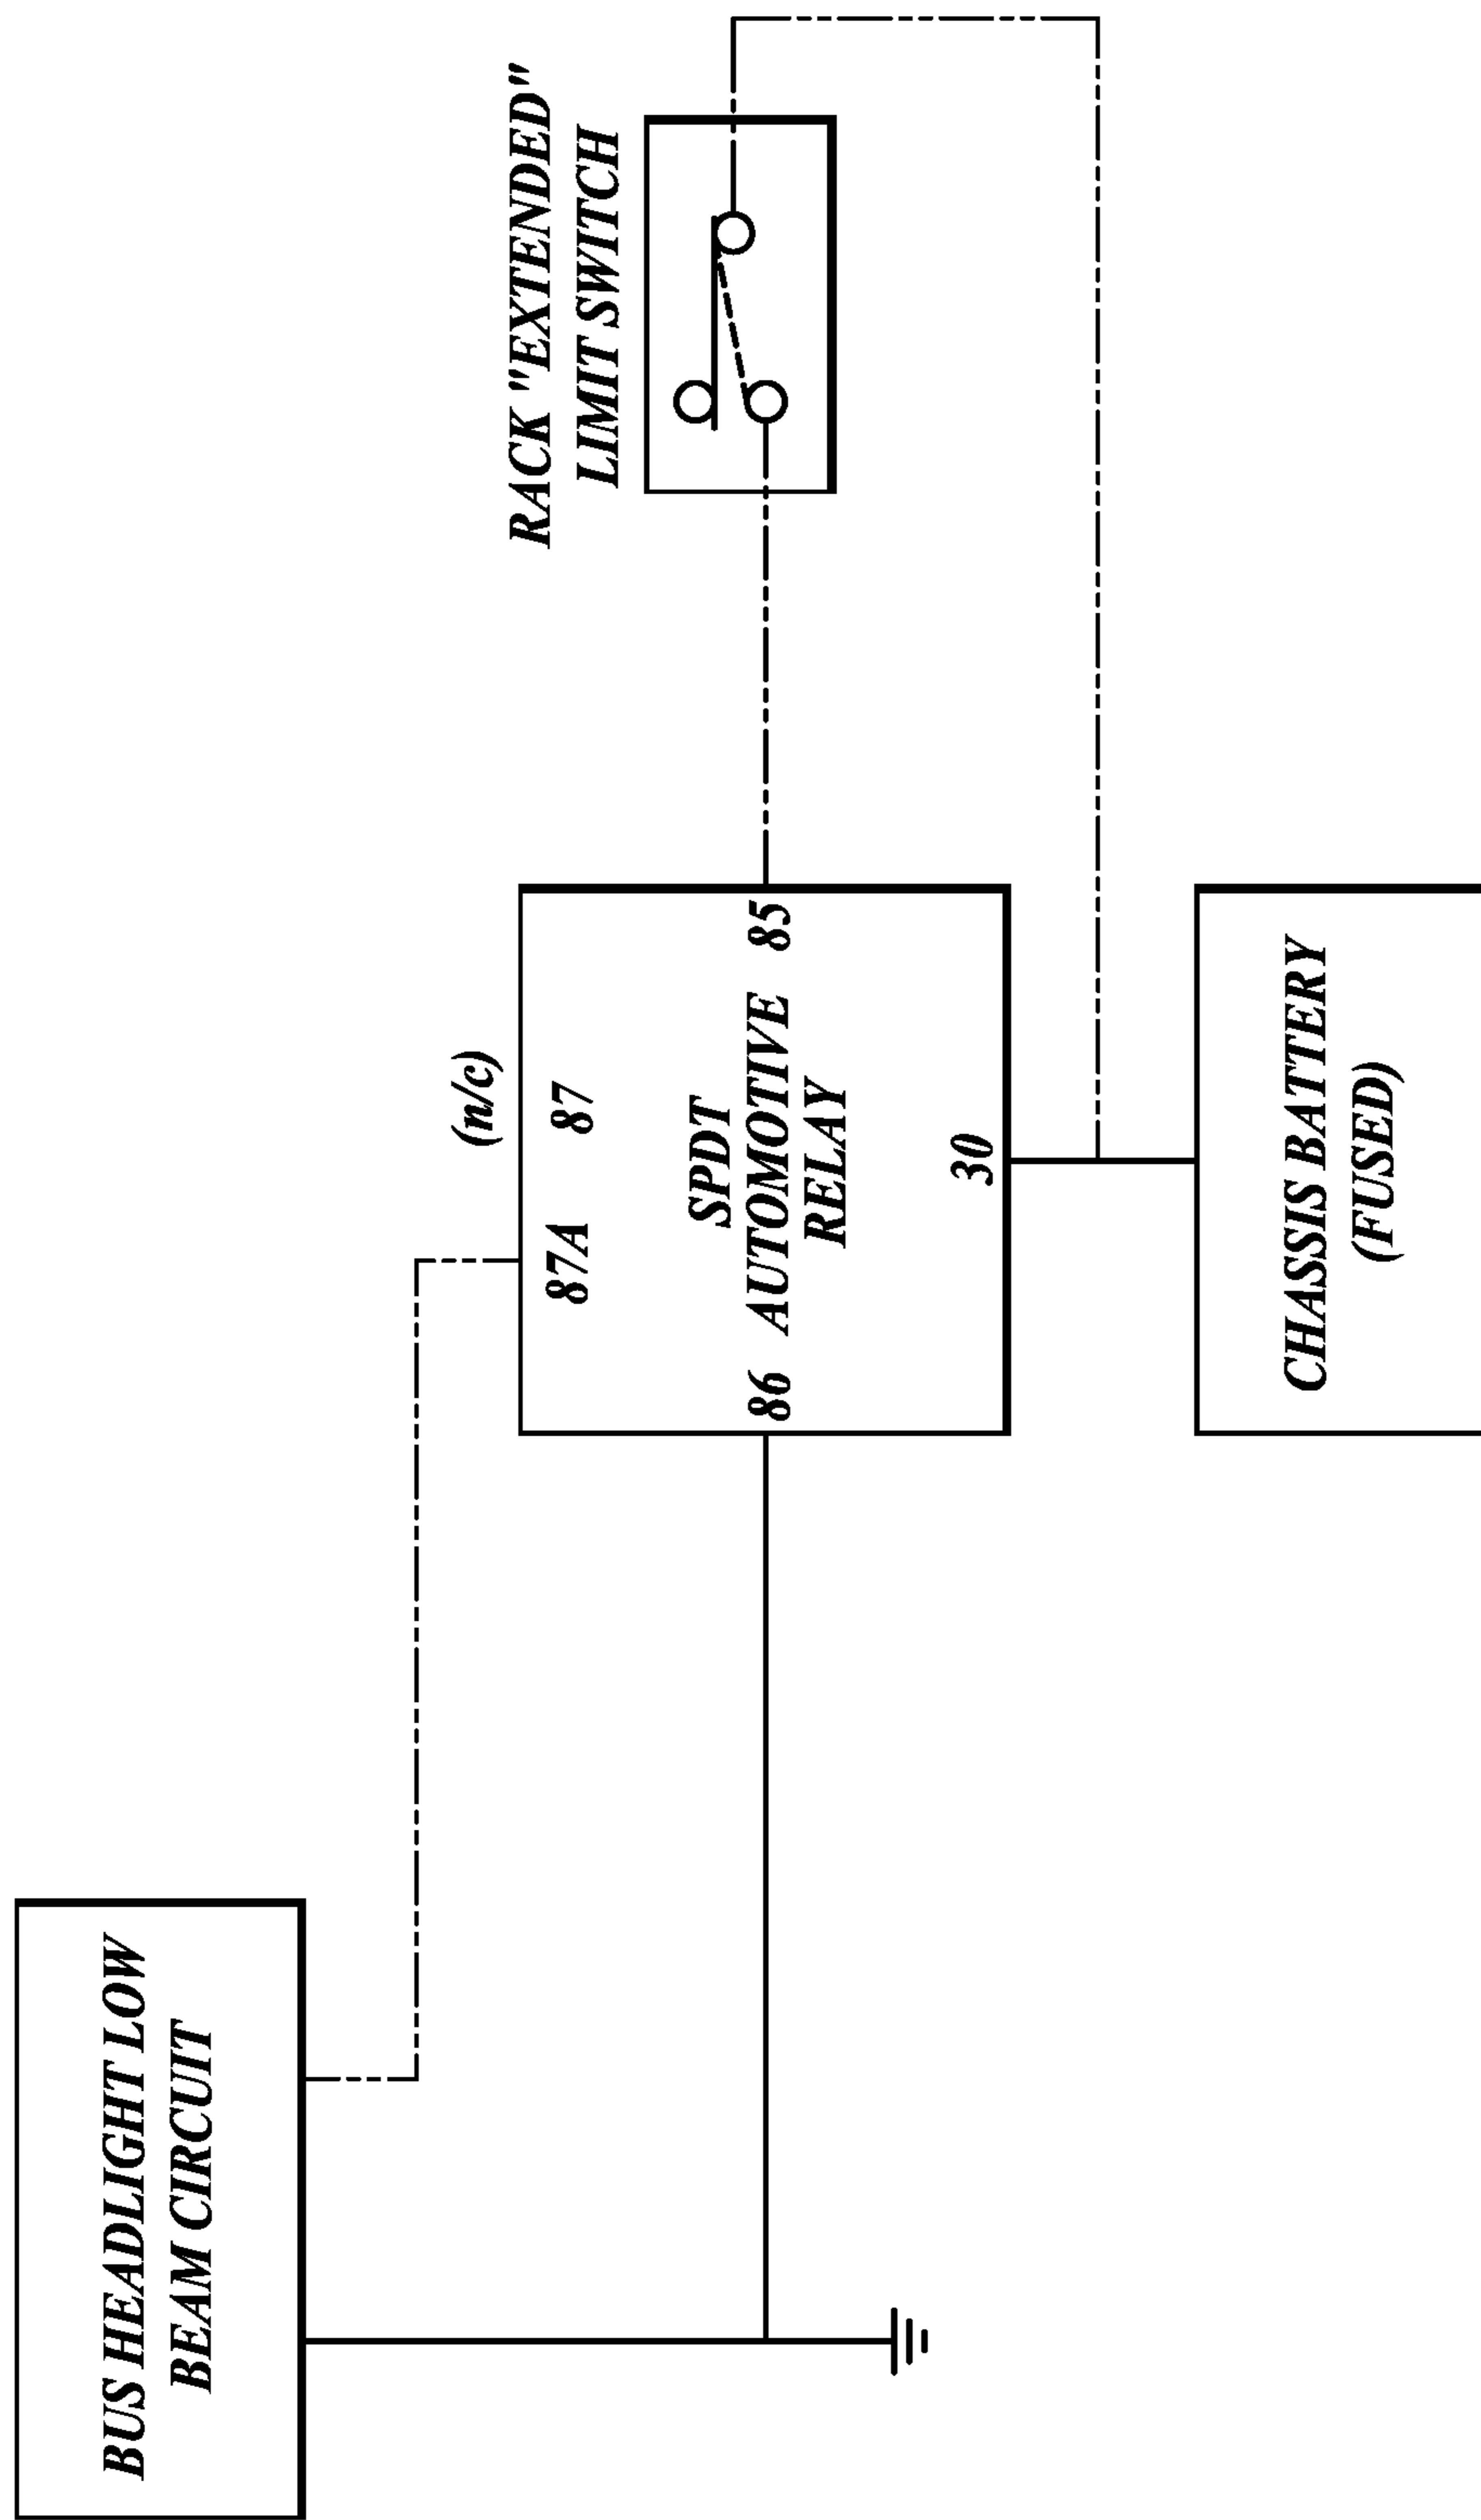 BUS HEADLIGHT LOW
BEAM CIRCUIT
(n/c)
87A
87
RACK "EXTENDED"
LIMIT SWITCH
SPDT
86
AUTOMOTIVE
85
RELAY
30
CHASSIS BATTERY
(FUSED)